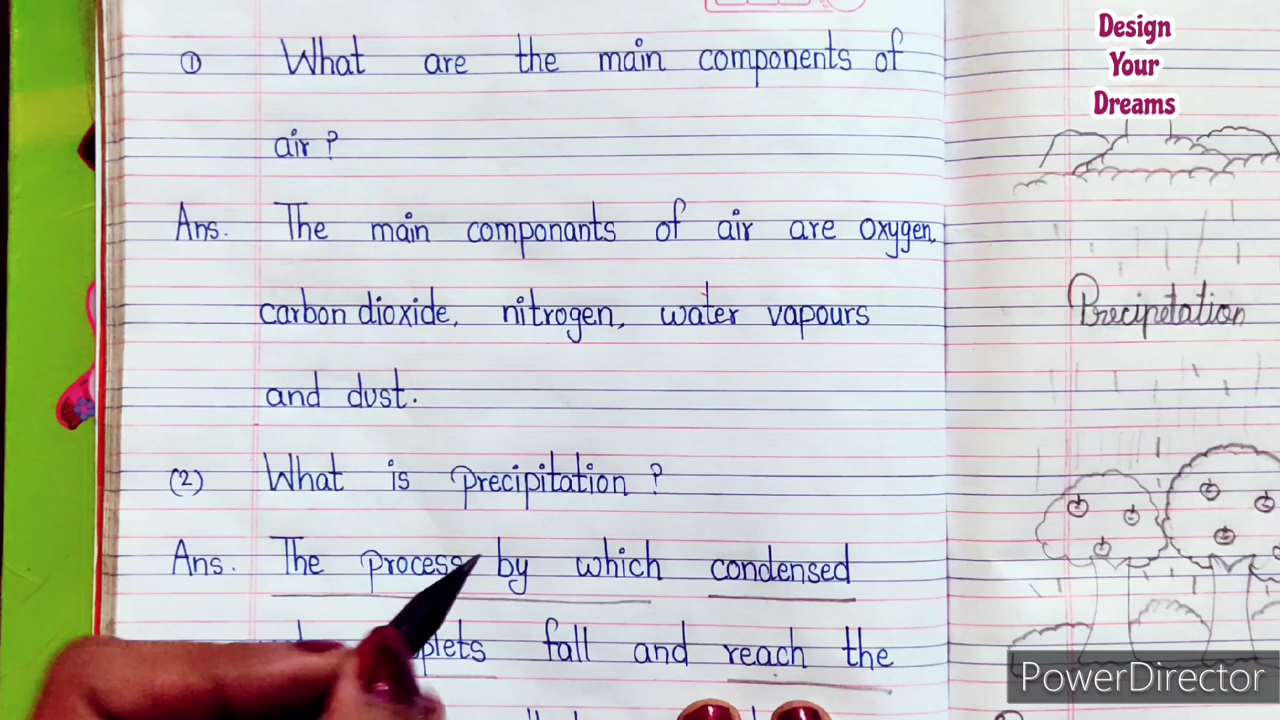 ① What are the main components of
air ?
Ans. The main componants of air are oxygen,
carbon dioxide, nitrogen, water vapours
and dust.
(2) What is precipitation ?
Ans. The process by which condensed
fall and reach the
Design
Your
Dreams
Precipetation
PowerDirector